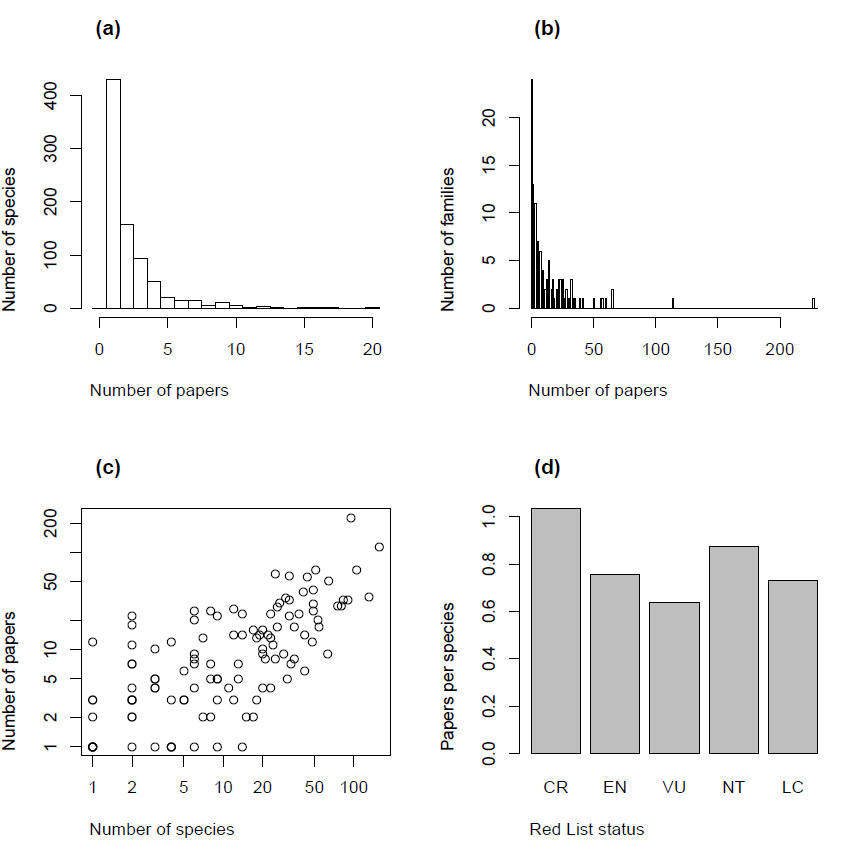 (a)
Number of species
0 100 200 300 400
0 5 10 15 20
Number of papers
(b)
Number of families
0 5 10 15 20
0 50 100 150 200
Number of papers
(c)
Number of papers
1 2 5 10 50 200
1 2 5 10 20 50 100
Number of species
(d)
Papers per species
0.0 0.2 0.4 0.6 0.8 1.0
CR EN VU NT LC
Red List status